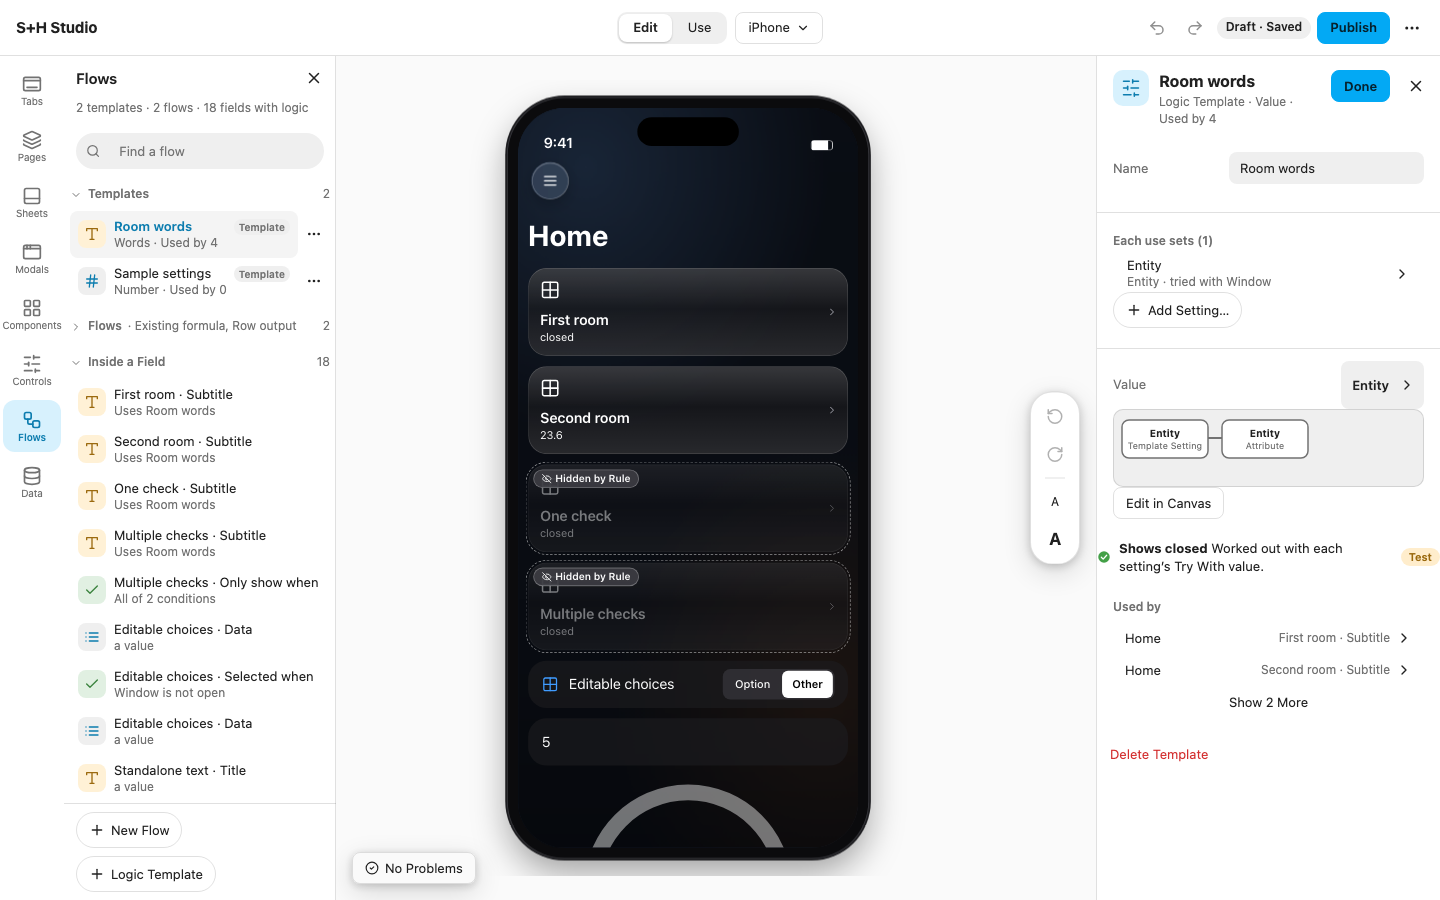 S+H Studio
Edit
Use
iPhone
Draft · Saved
Publish
Tabs
Pages
Sheets
Modals
Components
Controls
Flows
Data
Flows
2 templates · 2 flows · 18 fields with logic
Find a flow
Templates
2
Room words
Template
Words · Used by 4
Sample settings
Template
Number · Used by 0
Flows · Existing formula, Row output
2
Inside a Field
18
First room · Subtitle
Uses Room words
Second room · Subtitle
Uses Room words
One check · Subtitle
Uses Room words
Multiple checks · Subtitle
Uses Room words
Multiple checks · Only show when
All of 2 conditions
Editable choices · Data
a value
Editable choices · Selected when
Window is not open
Editable choices · Data
a value
Standalone text · Title
a value
New Flow
Logic Template
9:41
Home
First room
closed
Second room
23.6
Hidden by Rule
One check
closed
Hidden by Rule
Multiple checks
closed
Editable choices
Option
Other
5
No Problems
A
A
Room words
Logic Template · Value ·
Used by 4
Done
Name
Room words
Each use sets (1)
Entity
Entity · tried with Window
Add Setting...
Value
Entity
Entity
Template Setting
Entity
Attribute
Edit in Canvas
Shows closed Worked out with each
setting's Try With value.
Test
Used by
Home
First room · Subtitle
Home
Second room · Subtitle
Show 2 More
Delete Template